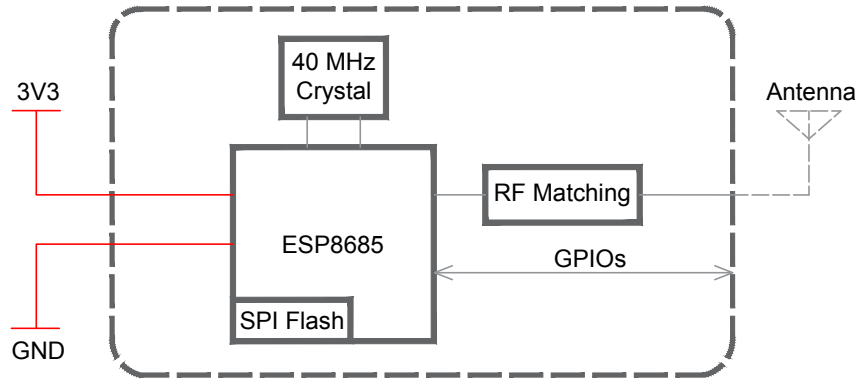 40 MHz
Crystal
3V3
Antenna
RF Matching
ESP8685
GPIOs
SPI Flash
GND